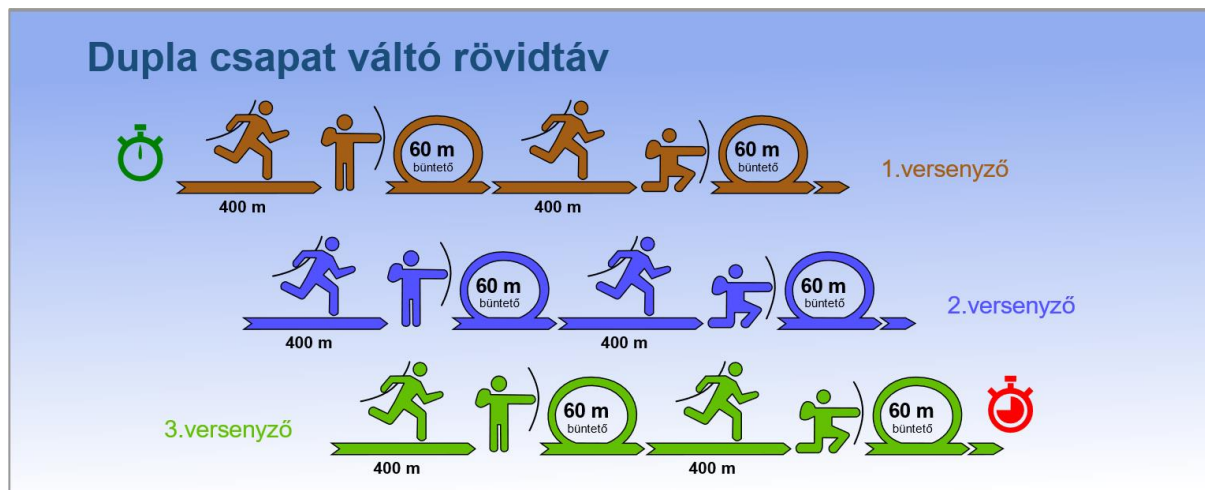 Dupla csapat váltó rövidtáv
60 m
büntető
60 m
büntető
1.versenyző
400 m
400 m
60 m
büntető
60 m
büntető
2.versenyző
400 m
400 m
60 m
büntető
60 m
büntető
3.versenyző
400 m
400 m